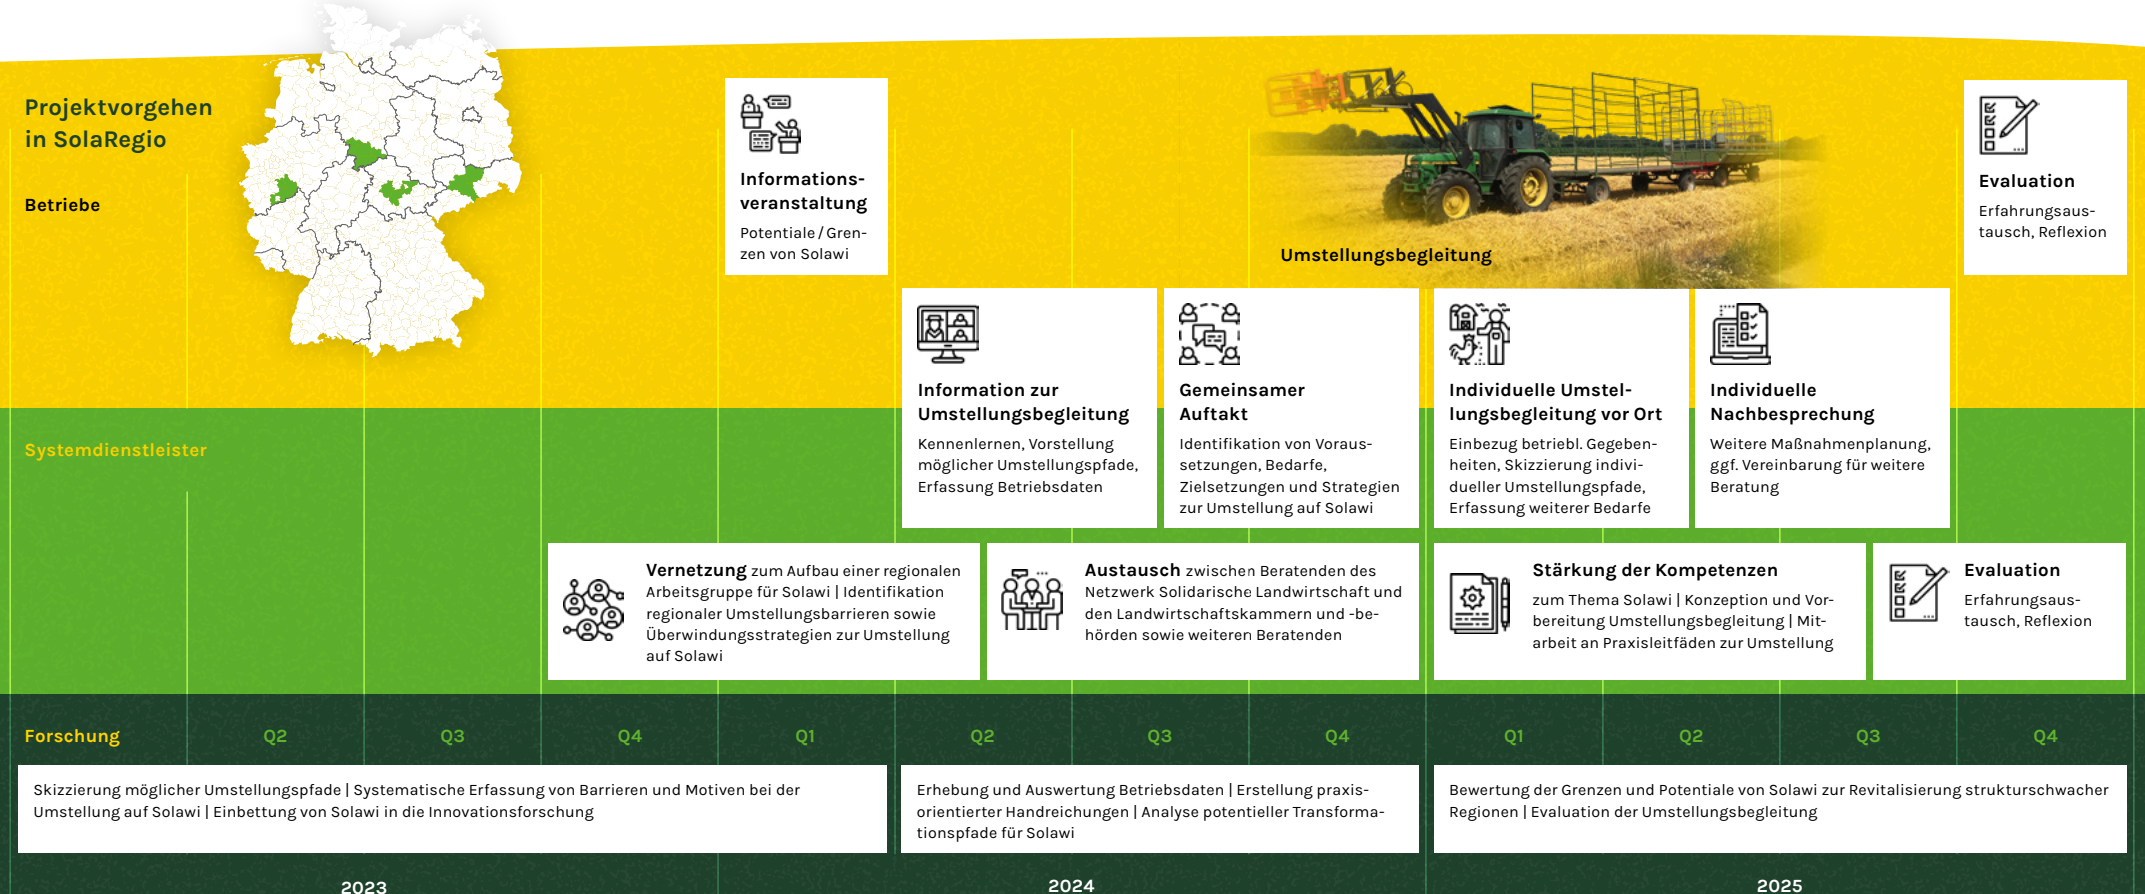 Projektvorgehen
in SolaRegio
Betriebe
Informations-
veranstaltung
Potentiale / Gren-
zen von Solawi
Umstellungsbegleitung
Evaluation
Erfahrungsaus-
tausch, Reflexion
Systemdienstleister
Information zur
Umstellungsbegleitung
Kennenlernen, Vorstellung
möglicher Umstellungspfade,
Erfassung Betriebsdaten
Gemeinsamer
Auftakt
Identifikation von Voraus-
setzungen, Bedarfe,
Zielsetzungen und Strategien
zur Umstellung auf Solawi
Individuelle Umstel-
lungsbegleitung vor Ort
Einbezug betriebl. Gegeben-
heiten, Skizzierung indivi-
dueller Umstellungspfade,
Erfassung weiterer Bedarfe
Individuelle
Nachbesprechung
Weitere Maßnahmenplanung,
ggf. Vereinbarung für weitere
Beratung
Vernetzung zum Aufbau einer regionalen
Arbeitsgruppe für Solawi | Identifikation
regionaler Umstellungsbarrieren sowie
Überwindungsstrategien zur Umstellung
auf Solawi
Austausch zwischen Beratenden des
Netzwerk Solidarische Landwirtschaft und
den Landwirtschaftskammern und -be-
hörden sowie weiteren Beratenden
Stärkung der Kompetenzen
zum Thema Solawi | Konzeption und Vor-
bereitung Umstellungsbegleitung | Mit-
arbeit an Praxisleitfäden zur Umstellung
Evaluation
Erfahrungsaus-
tausch, Reflexion
Forschung Q2 Q3 Q4 Q1 Q2 Q3 Q4 Q1 Q2 Q3 Q4
Skizzierung möglicher Umstellungspfade | Systematische Erfassung von Barrieren und Motiven bei der
Umstellung auf Solawi | Einbettung von Solawi in die Innovationsforschung
Erhebung und Auswertung Betriebsdaten | Erstellung praxis-
orientierter Handreichungen | Analyse potentieller Transforma-
tionspfade für Solawi
Bewertung der Grenzen und Potentiale von Solawi zur Revitalisierung strukturschwacher
Regionen | Evaluation der Umstellungsbegleitung
2023 2024 2025